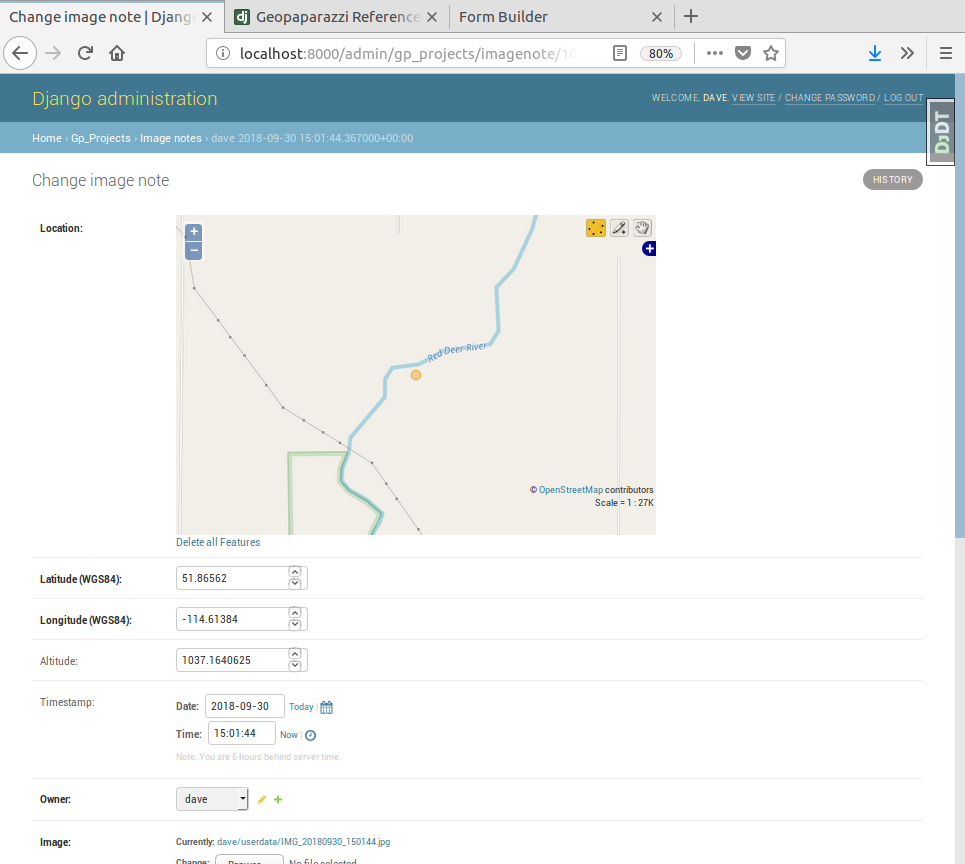 Change image note | Djang
Geopaparazzi Reference
Form Builder
localhost:8000/admin/gp_projects/imagenote/10
80%
Django administration
WELCOME, DAVE. VIEW SITE / CHANGE PASSWORD / LOG OUT
DJDT
Home › Gp_Projects › Image notes › dave 2018-09-30 15:01:44.367000+00:00
Change image note
HISTORY
Location:
+
−
Red Deer River
© OpenStreetMap contributors
Scale = 1 : 27K
Delete all Features
Latitude (WGS84):
51.86562
Longitude (WGS84):
-114.61384
Altitude:
1037.1640625
Timestamp:
Date: 2018-09-30 Today |
Time: 15:01:44 Now |
Note: You are 6 hours behind server time.
Owner:
dave
Image:
Currently: dave/userdata/IMG_20180930_150144.jpg
Change: Browse... No file selected.